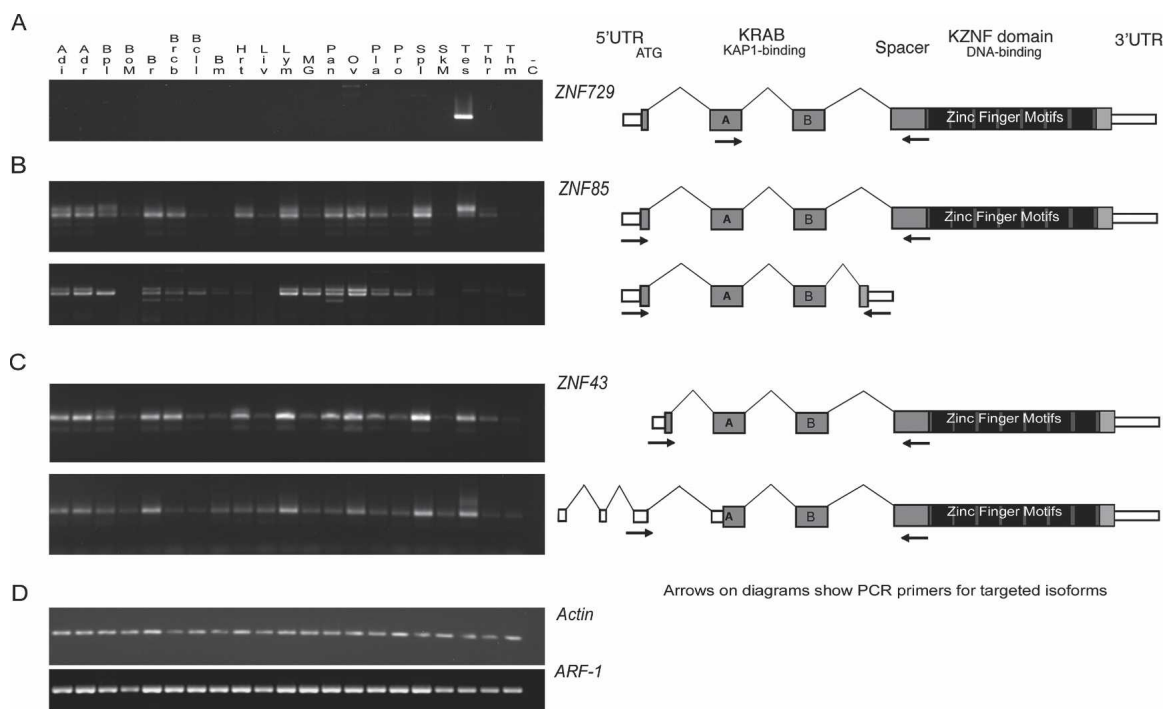 A
Adi Adr Bpl BoM Br Brcb Bcll Bm Hrt Liv Lym MG Pan Ov Pla Pro Spl SkM Tes Thr Thm -C
5'UTR
ATG
KRAB
KAP1-binding
Spacer
KZNF domain
DNA-binding
3'UTR
ZNF729
A
B
Zinc Finger Motifs
B
ZNF85
A
B
Zinc Finger Motifs
A
B
C
ZNF43
A
B
Zinc Finger Motifs
A
B
Zinc Finger Motifs
Arrows on diagrams show PCR primers for targeted isoforms
D
Actin
ARF-1